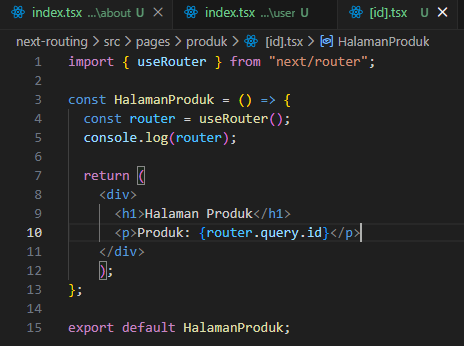 index.tsx ...\about U index.tsx ...\user U [id].tsx U
next-routing > src > pages > produk > [id].tsx > HalamanProduk
1 import { useRouter } from "next/router";
2
3 const HalamanProduk = () => {
4 const router = useRouter();
5 console.log(router);
6
7 return (
8 <div>
9 <h1>Halaman Produk</h1>
10 <p>Produk: {router.query.id}</p>
11 </div>
12 );
13 };
14
15 export default HalamanProduk;